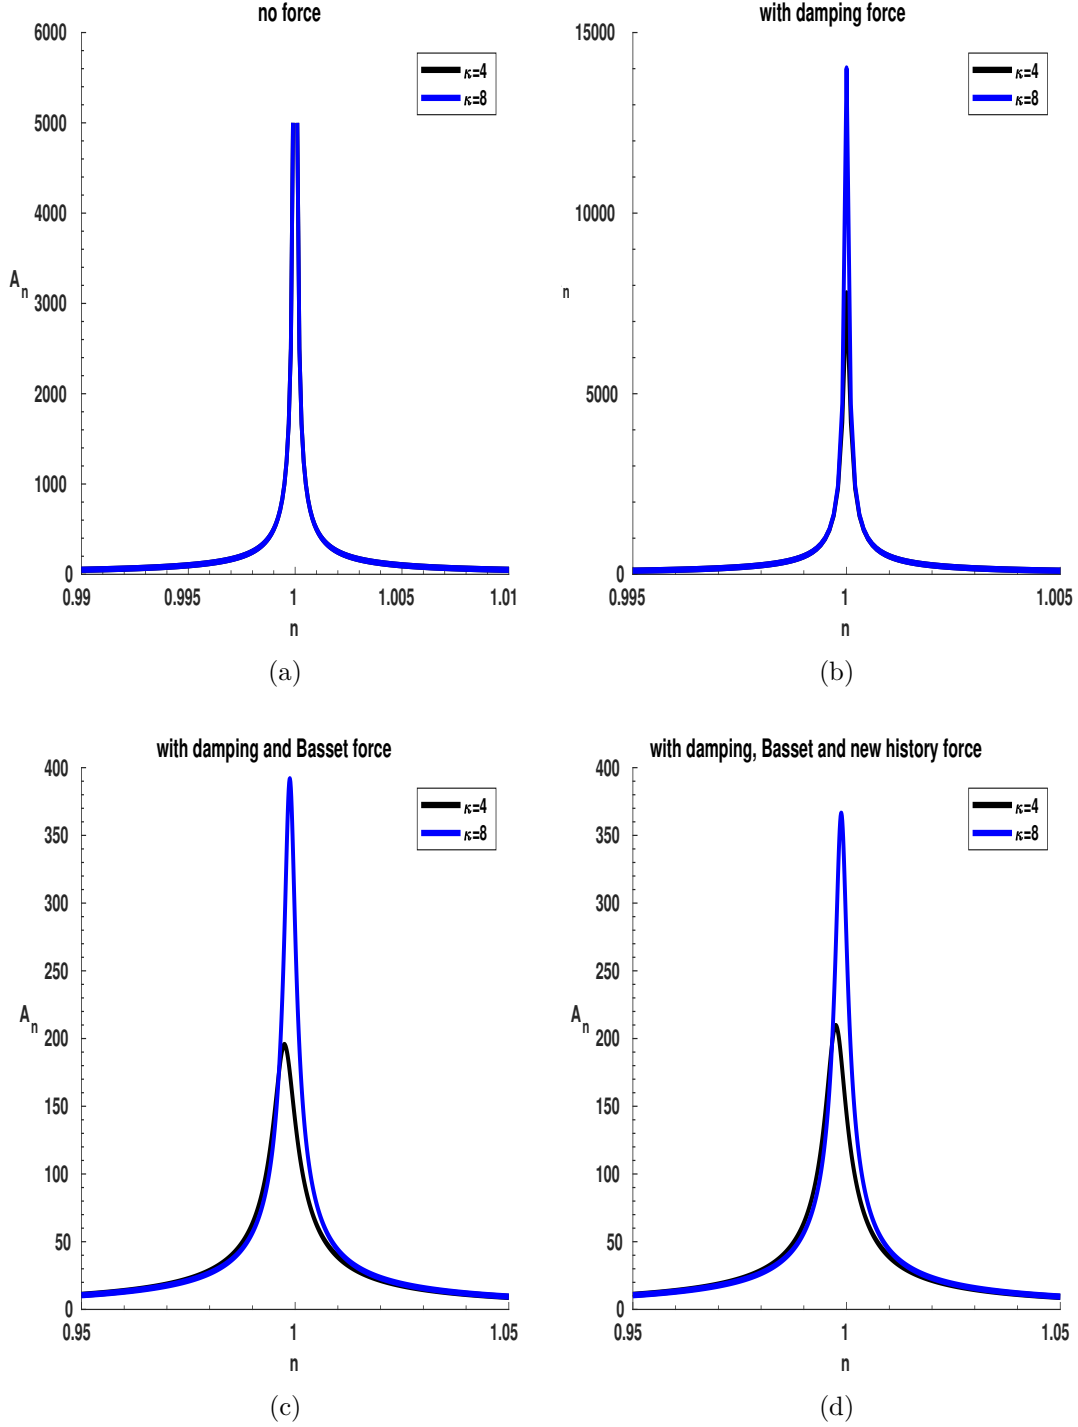 no force
6000
5000
4000
3000
2000
1000
0
A_n
0.99
0.995
1
1.005
1.01
n
κ=4
κ=8
(a)
with damping force
15000
10000
5000
0
n
0.995
1
1.005
n
κ=4
κ=8
(b)
with damping and Basset force
400
350
300
250
200
150
100
50
0
A_n
0.95
1
1.05
n
κ=4
κ=8
(c)
with damping, Basset and new history force
400
350
300
250
200
150
100
50
0
A_n
0.95
1
1.05
n
κ=4
κ=8
(d)